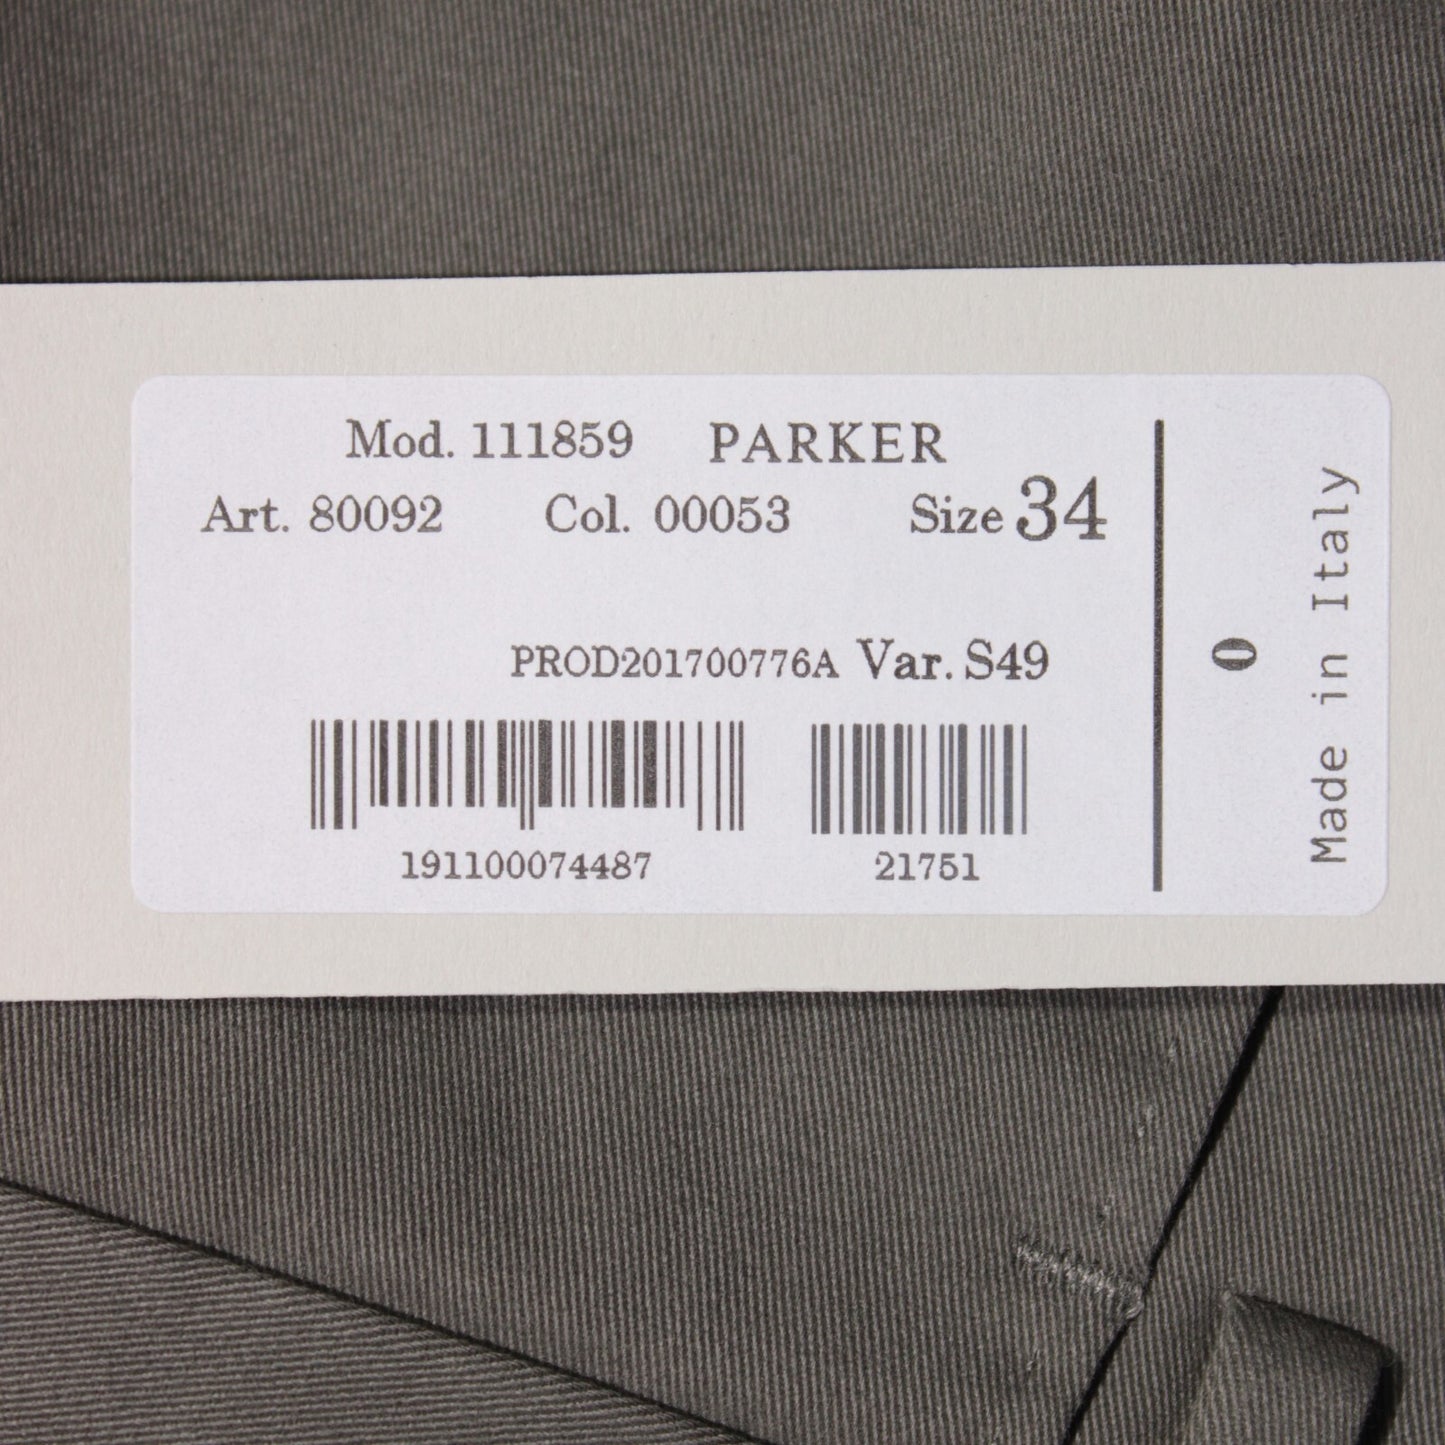 Mod. 111859 PARKER
Art. 80092 Col. 00053 Size 34
PROD201700776A Var. S49
191100074487 21751
0
Made in Italy